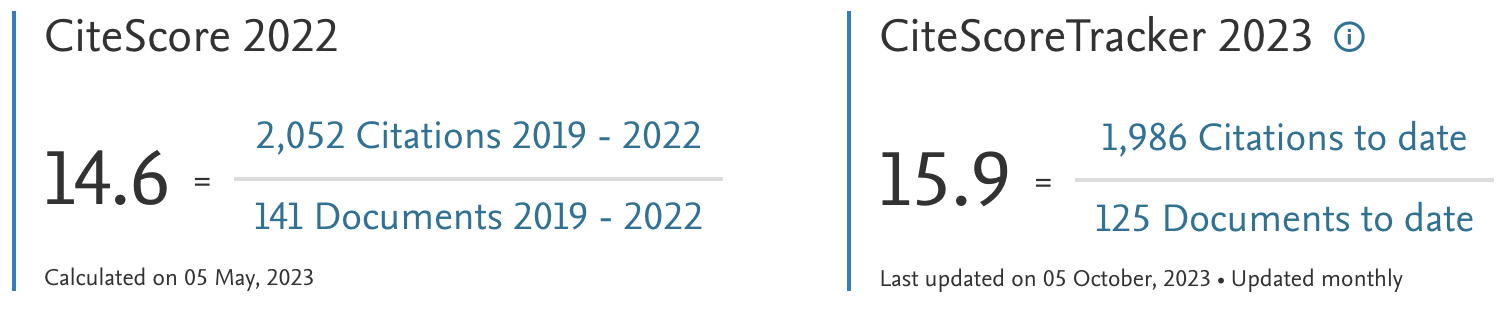 CiteScore 2022
14.6 =
2,052 Citations 2019 - 2022
141 Documents 2019 - 2022
Calculated on 05 May, 2023
CiteScoreTracker 2023 ⓘ
15.9 =
1,986 Citations to date
125 Documents to date
Last updated on 05 October, 2023 • Updated monthly